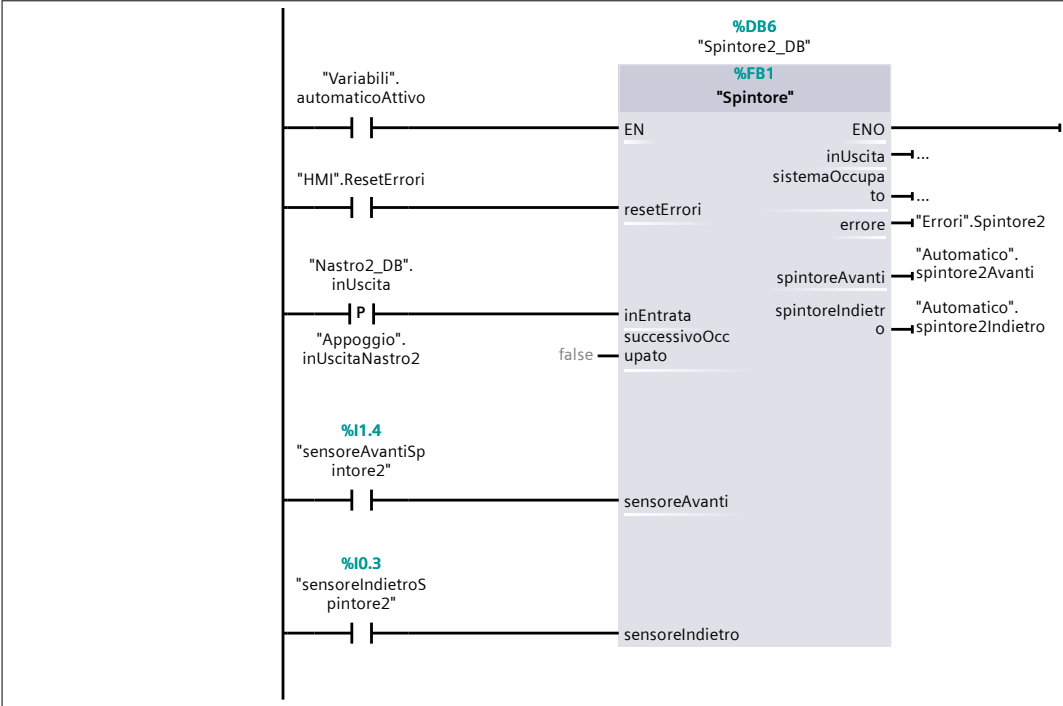 %DB6
"Spintore2_DB"
%FB1
"Spintore"
"Variabili".
automaticoAttivo
EN
ENO
inUscita
...
"HMI".ResetErrori
sistemaOccupa
to
...
resetErrori
errore
"Errori".Spintore2
"Nastro2_DB".
inUscita
P
"Appoggio".
inUscitaNastro2
inEntrata
spintoreAvanti
"Automatico".
spintore2Avanti
false
successivoOcc
upato
spintoreIndietr
o
"Automatico".
spintore2Indietro
%I1.4
"sensoreAvantiSp
intore2"
sensoreAvanti
%I0.3
"sensoreIndietroS
pintore2"
sensoreIndietro